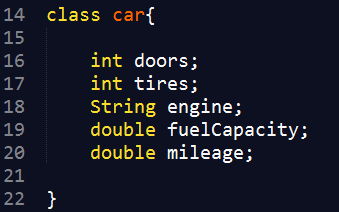 14 class car{
15
16 int doors;
17 int tires;
18 String engine;
19 double fuelCapacity;
20 double mileage;
21
22 }